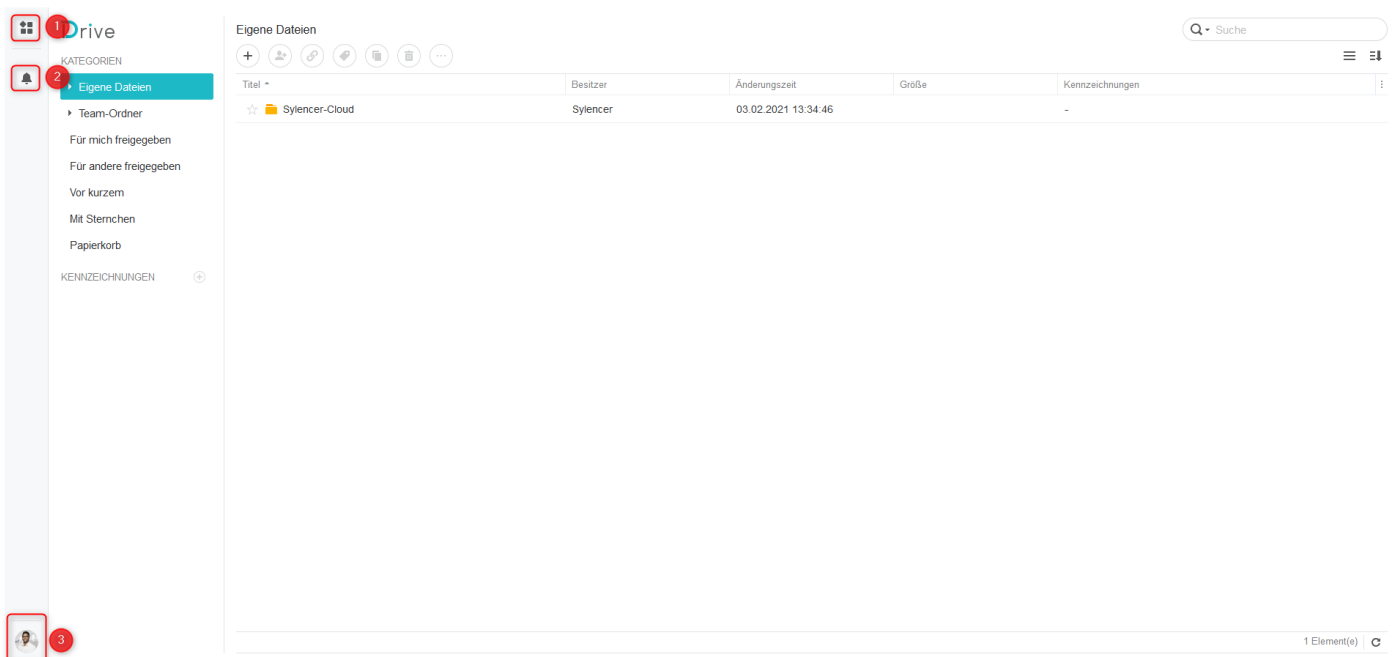 1
Drive
Eigene Dateien
Suche
KATEGORIEN
2
Eigene Dateien
Titel Besitzer Änderungszeit Größe Kennzeichnungen
Team-Ordner
Sylencer-Cloud Sylencer 03.02.2021 13:34:46 -
Für mich freigegeben
Für andere freigegeben
Vor kurzem
Mit Sternchen
Papierkorb
KENNZEICHNUNGEN
3
1 Element(e)